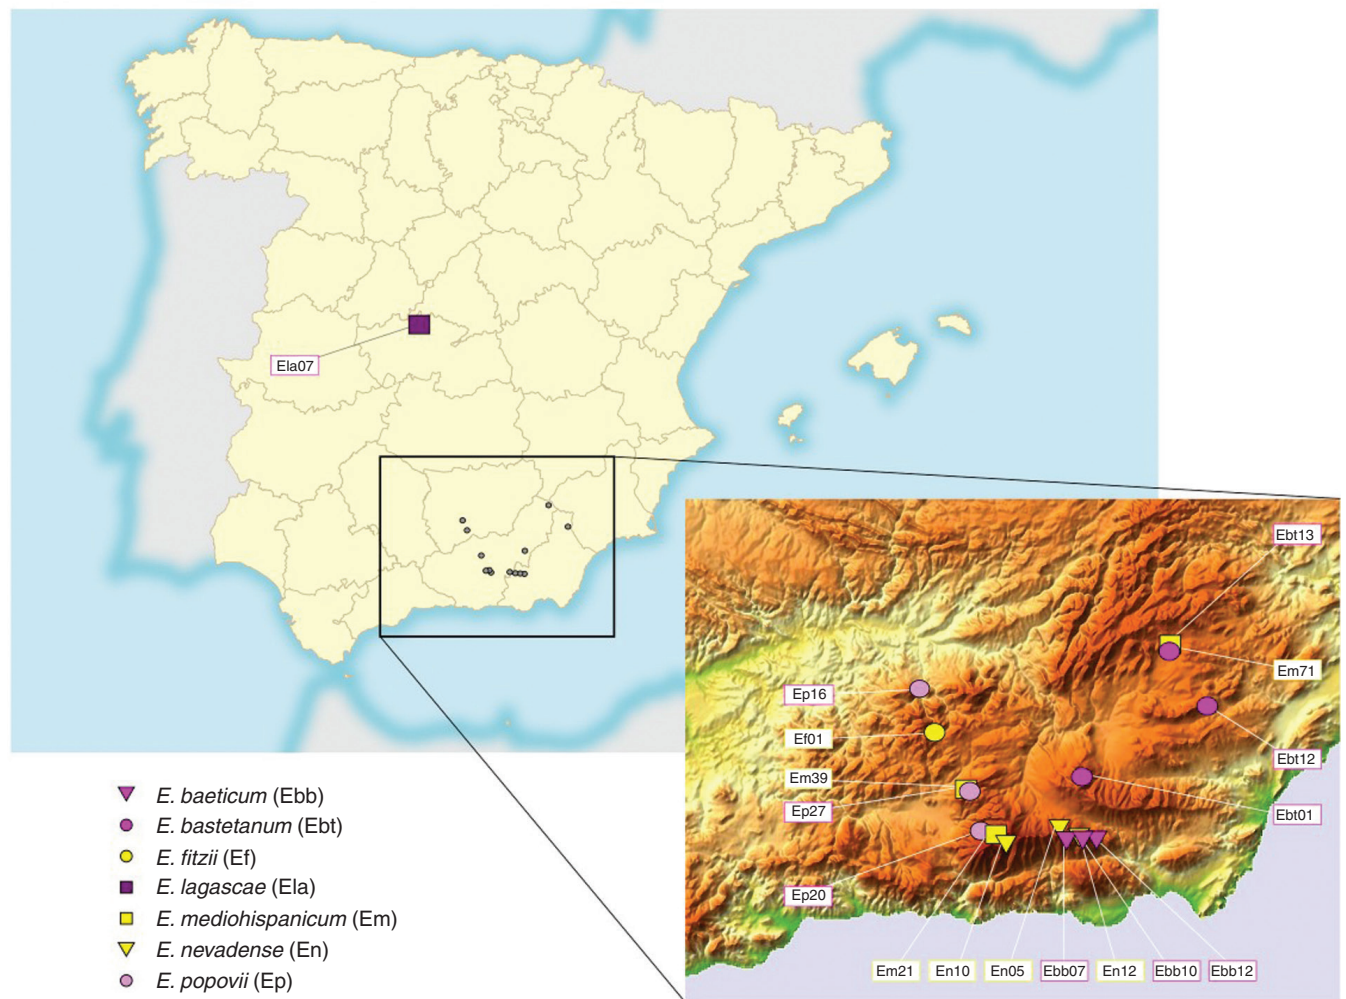 Ela07
Ebt13
Em71
Ep16
Ef01
Ebt12
Em39
Ep27
Ebt01
Ep20
Em21
En10
En05
Ebb07
En12
Ebb10
Ebb12
E. baeticum (Ebb)
E. bastetanum (Ebt)
E. fitzii (Ef)
E. lagascae (Ela)
E. mediohispanicum (Em)
E. nevadense (En)
E. popovii (Ep)